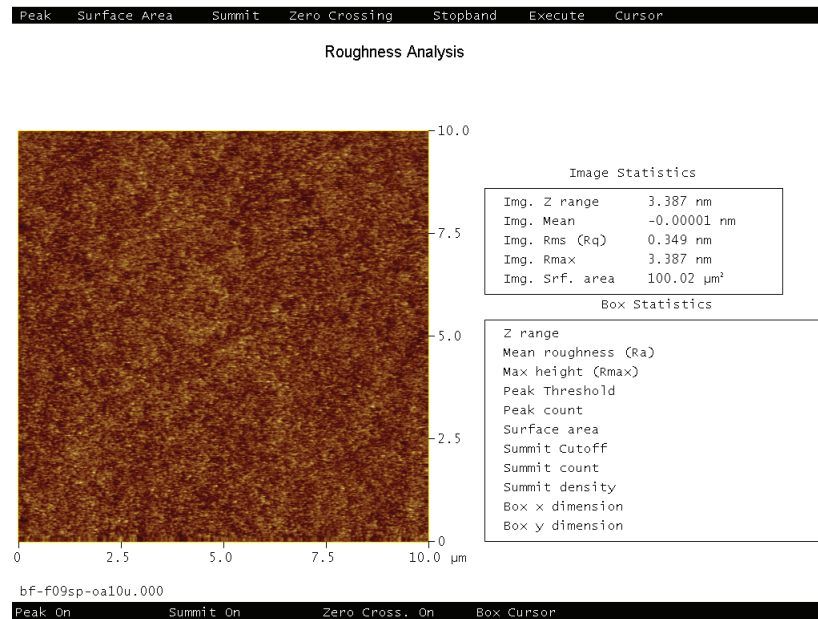 Peak Surface Area Summit Zero Crossing Stopband Execute Cursor
Roughness Analysis
10.0
7.5
5.0
2.5
0
0 2.5 5.0 7.5 10.0 µm
Image Statistics
Img. Z range 3.387 nm
Img. Mean -0.00001 nm
Img. Rms (Rq) 0.349 nm
Img. Rmax 3.387 nm
Img. Srf. area 100.02 µm²
Box Statistics
Z range
Mean roughness (Ra)
Max height (Rmax)
Peak Threshold
Peak count
Surface area
Summit Cutoff
Summit count
Summit density
Box x dimension
Box y dimension
bf-f09sp-oa10u.000
Peak On Summit On Zero Cross. On Box Cursor